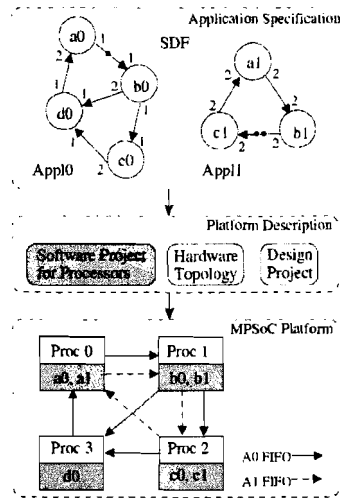 Application Specification
SDF
a0
1
1
2
b0
1
2
1
d0
1
1
2
c0
Appl0
a1
2
2
2
2
c1
b1
2
2
Appl1
Platform Description
Software Project for Processors
Hardware Topology
Design Project
MPSoC Platform
Proc 0
a0, a1
Proc 1
b0, b1
Proc 3
d0
Proc 2
c0, c1
A0 FIFO
A1 FIFO